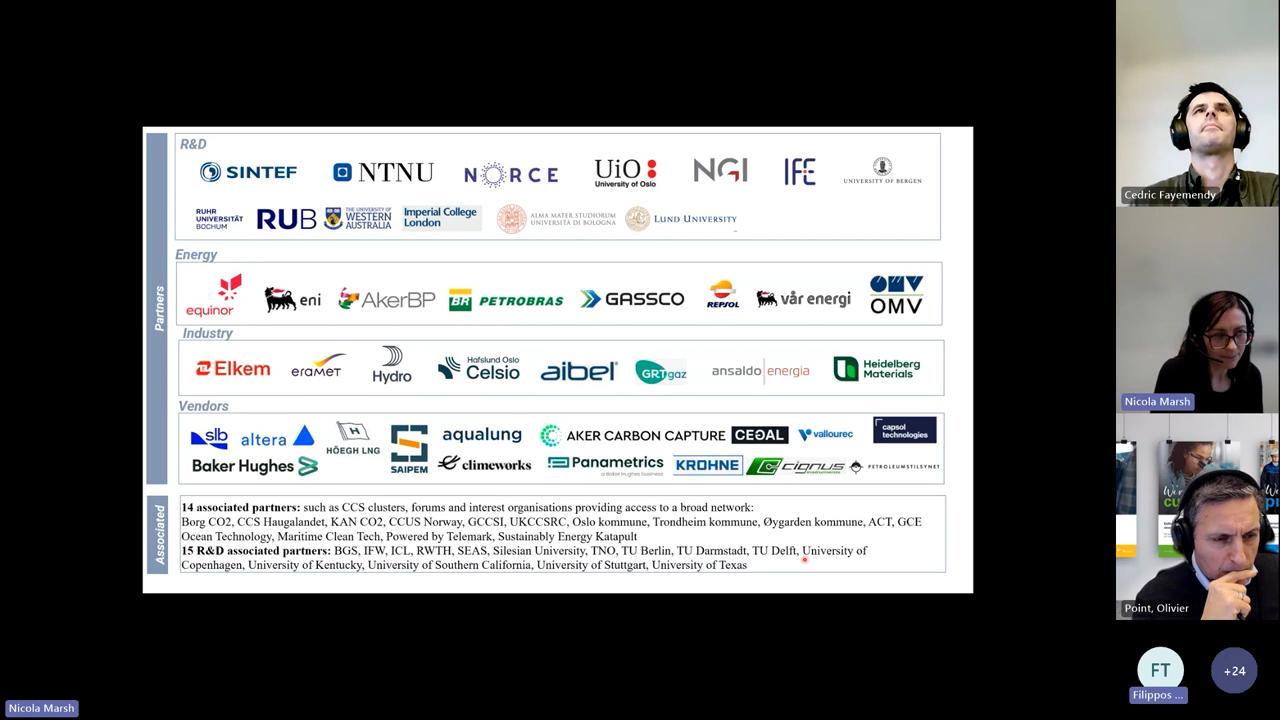 R&D
SINTEF
NTNU
NORCE
UiO
University of Oslo
NGI
IFE
UNIVERSITY OF BERGEN
RUHR
UNIVERSITÄT
BOCHUM
RUB
THE UNIVERSITY OF
WESTERN
AUSTRALIA
Imperial College
London
ALMA MATER STUDIORUM
UNIVERSITÀ DI BOLOGNA
LUND UNIVERSITY
Partners
Energy
equinor
eni
AkerBP
BR PETROBRAS
GASSCO
REPSOL
vår energi
OMV
OMV
Industry
Elkem
eramet
Hydro
Hafslund Oslo
Celsio
aibel
GRTgaz
ansaldo energia
Heidelberg
Materials
Vendors
slb
altera
H
HÖEGH LNG
SAIPEM
aqualung
AKER CARBON CAPTURE
CEGAL
vallourec
capsol
technologies
Baker Hughes
climeworks
Panametrics
a Baker Hughes business
KROHNE
cignus
PETROLEUMSTILSYNET
Associated
14 associated partners: such as CCS clusters, forums and interest organisations providing access to a broad network:
Borg CO2, CCS Haugalandet, KAN CO2, CCUS Norway, GCCSI, UKCCSRC, Oslo kommune, Trondheim kommune, Øygarden kommune, ACT, GCE
Ocean Technology, Maritime Clean Tech, Powered by Telemark, Sustainably Energy Katapult
15 R&D associated partners: BGS, IFW, ICL, RWTH, SEAS, Silesian University, TNO, TU Berlin, TU Darmstadt, TU Delft, University of
Copenhagen, University of Kentucky, University of Southern California, University of Stuttgart, University of Texas
Cedric Fayemendy
Nicola Marsh
Point, Olivier
FT
Filippos ...
+24
Nicola Marsh